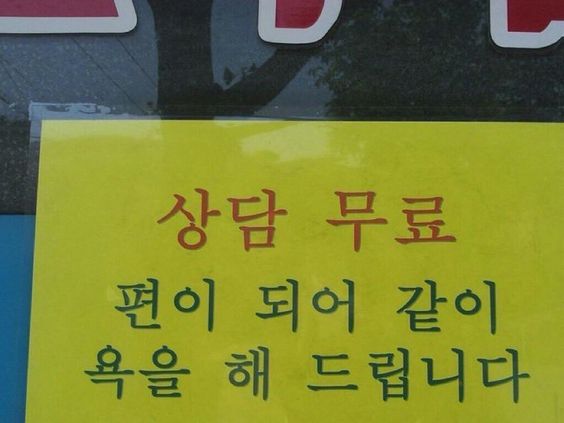 상담 무료
편이 되어 같이
욕을 해 드립니다